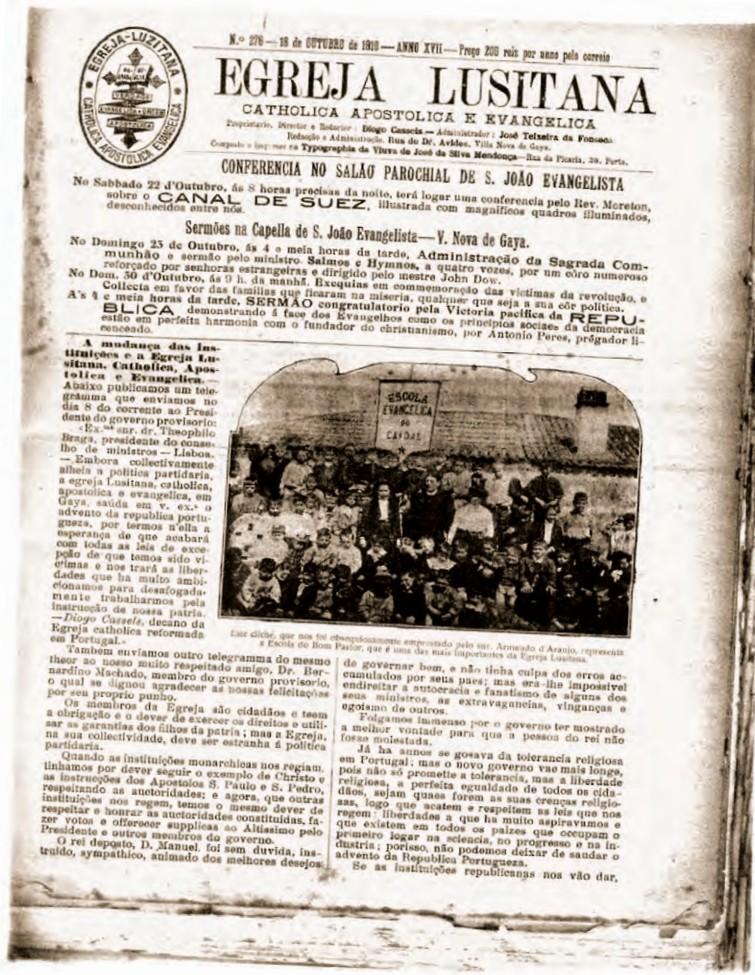 N.º 276 — 18 de OUTUBRO de 1910 — ANNO XVII — Preço 200 reis por anno pelo correio
EGREJA-LUZITANA
CATHOLICA APOSTOLICA EVANGELICA
EGREJA LUSITANA
CATHOLICA APOSTOLICA E EVANGELICA
Proprietario, Director e Redactor: Diogo Cassels — Administrador: José Teixeira da Fonseca
Redacção e Administração, Rua do Dr. Avides, Villa Nova de Gaya.
Composto e impresso na Typographia da Viuva de José da Silva Mendonça — Rua da Picaria, 30, Porto.
CONFERENCIA NO SALÃO PAROCHIAL DE S. JOÃO EVANGELISTA
No Sabbado 22 d'Outubro, ás 8 horas precisas da noite, terá logar uma conferencia pelo Rev. Moreton,
sobre o CANAL DE SUEZ, illustrada com magnificos quadros illuminados,
desconhecidos entre nós.
Sermões na Capella de S. João Evangelista — V. Nova de Gaya.
No Domingo 23 de Outubro, ás 4 e meia horas da tarde, Administração da Sagrada Com-
munhão e sermão pelo ministro. Salmos e Hymnos, a quatro vozes, por um côro numeroso
reforçado por senhoras estrangeiras e dirigido pelo mestre John Dow.
No Dom. 30 d'Outubro, ás 9 h. da manhã. Exequias em commemoração das victimas da revolução, e
Collecta em favor das familias que ficaram na miseria, qualquer que seja a sua côr politica.
A's 4 e meia horas da tarde, SERMÃO congratulatorio pela Victoria pacifica da REPU-
BLICA demonstrando á face dos Evangelhos como os principios sociaes da democracia
estão em perfeita harmonia com o fundador do christianismo, por Antonio Peres, prégador li-
cenceado.
A mudança das Ins-
tituições e a Egreja Lu-
sitana, Catholica, Apos-
tolica e Evangelica.—
Abaixo publicamos um tele-
gramma que enviamos no
dia 8 do corrente ao Presi-
dente do governo provisorio:
«Ex.mo snr. dr. Theophilo
Braga, presidente do conse-
lho de ministros — Lisboa.
— Embora collectivamente
alheia a politica partidaria,
a egreja Lusitana, catholica,
apostolica e evangelica, em
Gaya, saúda em v. ex.ª o
advento da republica portu-
gueza, por termos n'ella a
esperança de que acabará
com todas as leis de exce-
pção de que temos sido vi-
ctimas e nos trará as liber-
dades que ha muito ambi-
cionamos para desafogada-
mente trabalharmos pela
instrucção de nossa patria.
—Diogo Cassels, decano da
Egreja catholica reformada
em Portugal.»
Tambem enviamos outro telegramma do mesmo
theor ao nosso muito respeitado amigo, Dr. Ber-
nardino Machado, membro do governo provisorio,
o qual se dignou agradecer as nossas felicitações
por seu proprio punho.
Os membros da Egreja são cidadãos e teem
a obrigação e o dever de exercer os direitos e utili-
sar as garantias dos filhos da patria; mas a Egreja,
na sua collectividade, deve ser estranha á politica
partidaria.
Quando as instituições monarchicas nos regiam,
tinhamos por dever seguir o exemplo de Christo e
as instrucções dos Apostolos S. Paulo e S. Pedro,
respeitando as auctoridades; e agora, que outras
instituições nos regem, temos o mesmo dever de
respeitar e honrar as auctoridades constituidas, fa-
zer votos e offerecer supplicas ao Altissimo pelo
Presidente e outros membros do governo.
O rei deposto, D. Manuel, foi sem duvida, ins-
truido, sympathico, animado dos melhores desejos
ESCOLA
EVANGELICA
DO
CANDAL
Este cliché, que nos foi obsequiosamente emprestado pelo snr. Armando d'Araujo, representa
a Escola do Bom Pastor, que é uma das mais importantes da Egreja Lusitana.
de governar bem, e não tinha culpa dos erros ac-
cumulados por seus paes; mas era-lhe impossivel
endireitar a autocracia e fanatismo de alguns dos
seus ministros, as extravagancias, vinganças e
egoismo de outros.
Folgamos immenso por o governo ter mostrado
a melhor vontade para que a pessoa do rei não
fosse molestada.
Já ha annos se gosava da tolerancia religiosa
em Portugal; mas o novo governo vae mais longe,
pois não só promette a tolerancia, mas a liberdade
religiosa, a perfeita egualdade de todos os cida-
dãos, sejam quaes forem as suas crenças religio-
sas, logo que acatem e respeitem as leis que nos
regem: liberdades a que ha muito aspiravamos e
que existem em todos os paizes que occupam o
primeiro logar na sciencia, no progresso e na in-
dustria; porisso, não podemos deixar de saudar o
advento da Republica Portugueza.
Se as instituições republicanas nos vão dar,